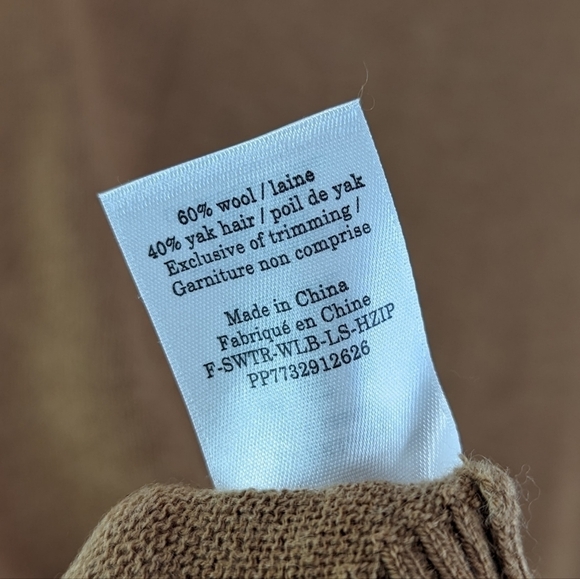 60% wool / laine
40% yak hair / poil de yak
Exclusive of trimming /
Garniture non comprise
Made in China
Fabriqué en Chine
F-SWTR-WLB-LS-HZIP
PP7732912626